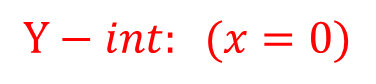 Y − int: (x = 0)